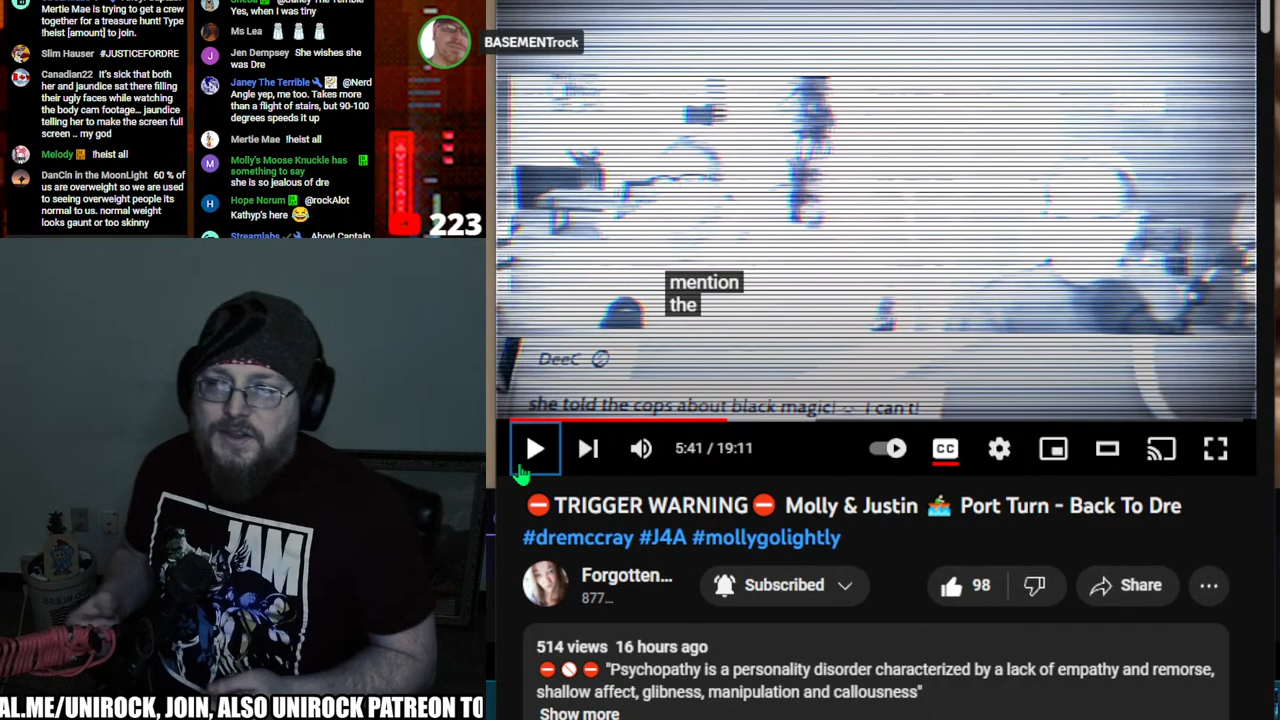 Mertle Mae is trying to get a crew
together for a treasure hunt! Type
!heist [amount] to join.
Slim Hauser #JUSTICEFORDRE
Canadian22 It's sick that both
her and jaundice sat there filling
their ugly faces while watching
the body cam footage... jaundice
telling her to make the screen full
screen .. my god
Melody !heist all
DanCin in the MoonLight 60 % of
us are overweight so we are used
to seeing overweight people its
normal to us. normal weight
looks gaunt or too skinny
Yes, when I was tiny
Ms Lea
Jen Dempsey She wishes she
was Dre
Janey The Terrible @Nerd
Angle yep, me too. Takes more
than a flight of stairs, but 90-100
degrees speeds it up
Mertie Mae !heist all
Molly's Moose Knuckle has
something to say
she is so jealous of dre
Hope Norum @rockAlot
Kathyp's here
Streamlabs Ahoy! Captain
BASEMENTrock
223
mention
the
DeeC
she told the cops about black magic! I can't!
5:41 / 19:11
CC
⛔TRIGGER WARNING⛔ Molly & Justin 🚣 Port Turn - Back To Dre
#dremccray #J4A #mollygolightly
Forgotten...
877...
Subscribed
98
Share
514 views 16 hours ago
⛔🚫⛔ "Psychopathy is a personality disorder characterized by a lack of empathy and remorse,
shallow affect, glibness, manipulation and callousness"
Show more
JAM
AL.ME/UNIROCK, JOIN, ALSO UNIROCK PATREON TO